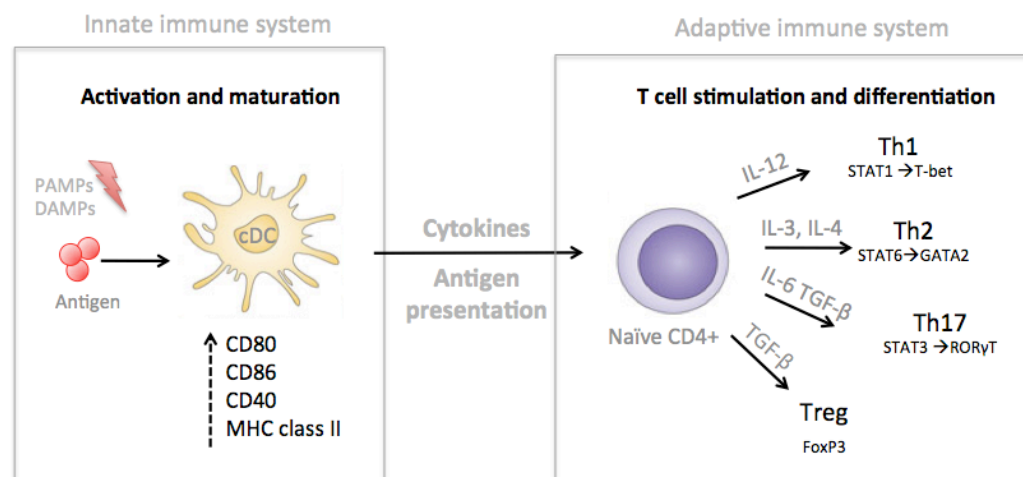 Innate immune system
Adaptive immune system
Activation and maturation
PAMPs
DAMPs
Antigen
cDC
CD80
CD86
CD40
MHC class II
Cytokines
Antigen
presentation
T cell stimulation and differentiation
Naïve CD4+
IL-12
Th1
STAT1 →T-bet
IL-3, IL-4
Th2
STAT6→GATA2
IL-6 TGF-β
Th17
STAT3 →RORγT
TGF-β
Treg
FoxP3